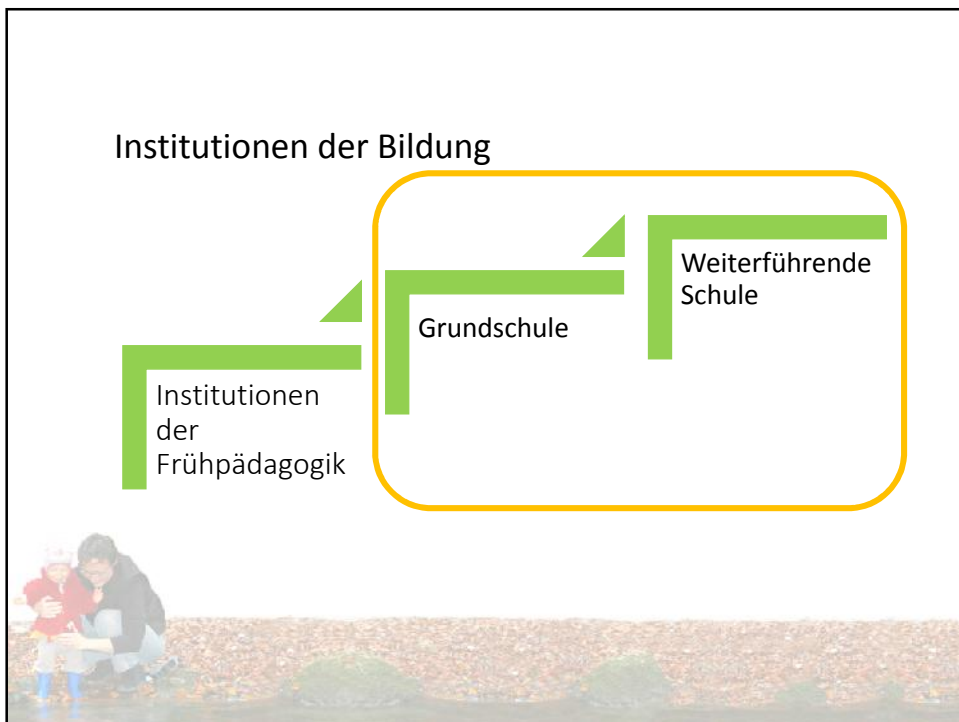 Institutionen der Bildung
Institutionen
der
Frühpädagogik
Grundschule
Weiterführende
Schule